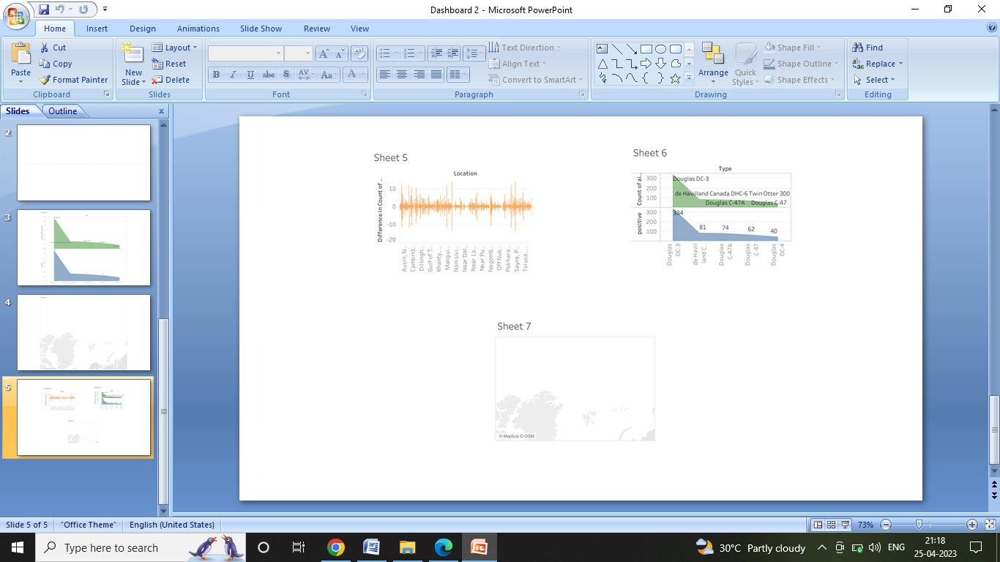 Dashboard 2 - Microsoft PowerPoint
Home Insert Design Animations Slide Show Review View
Paste
Cut
Copy
Format Painter
Clipboard
New Slide
Layout
Reset
Delete
Slides
Font
Text Direction
Align Text
Convert to SmartArt
Paragraph
Arrange
Quick Styles
Shape Fill
Shape Outline
Shape Effects
Drawing
Find
Replace
Select
Editing
Slides Outline x
2
3
4
5
Sheet 5
Location
Difference in Count of ..
10
0
-10
-20
Ausin, N..
Cambrid..
Dillingh..
Gulf of T..
Khanty,...
Mangui..
Nanisivi..
Near Dal..
Near La..
Near Pu..
Negomb..
Off Nuk..
Pokhara..
Sayre, P..
Toluca,...
Sheet 6
Type
Count of ai..
300
200
100
Douglas DC-3
de Havilland Canada DHC-6 Twin Otter 300
Douglas C-47A Douglas C-47
positive
300
200
100
334
81
74
62
40
Douglas DC-3
de Havil land C..
Douglas C-47A
Douglas C-47
Douglas DC-4
Sheet 7
© Mapbox © OSM
Slide 5 of 5 "Office Theme" English (United States) 73%
Type here to search
30°C Partly cloudy ENG
21:18
25-04-2023